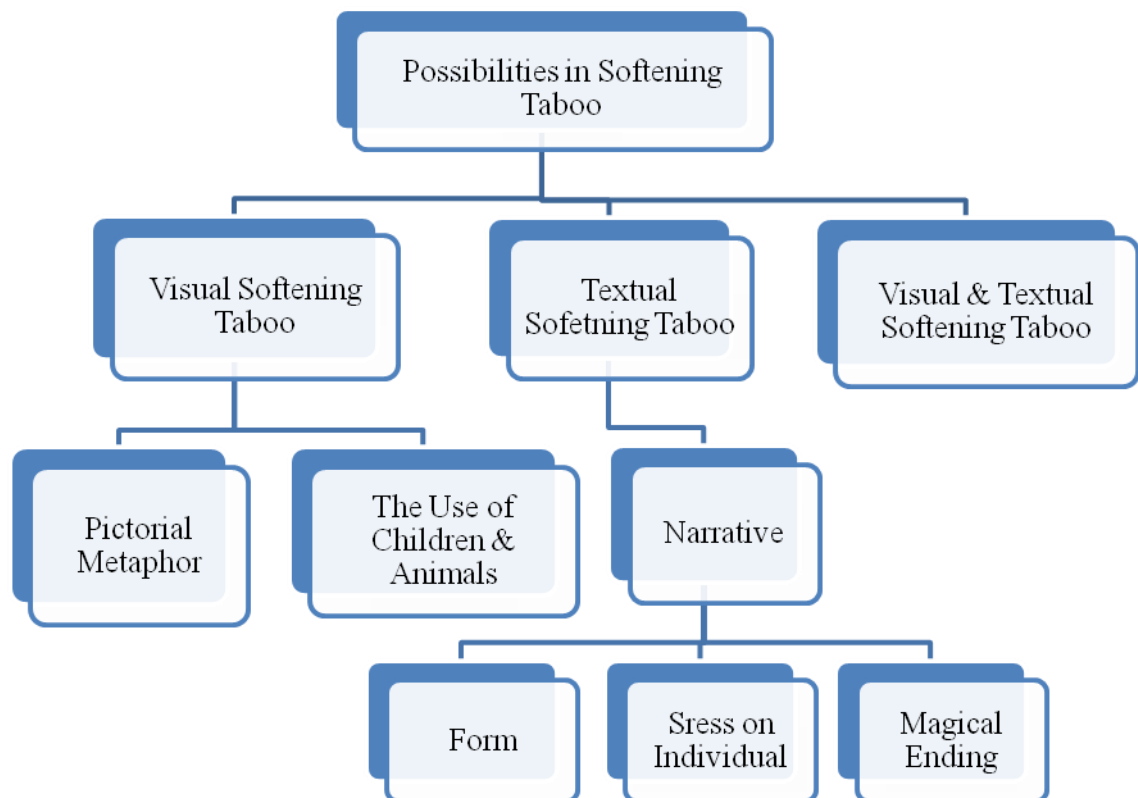 Possibilities in Softening
Taboo
Visual Softening
Taboo
Textual
Sofetning Taboo
Visual & Textual
Softening Taboo
Pictorial
Metaphor
The Use of
Children &
Animals
Narrative
Form
Sress on
Individual
Magical
Ending